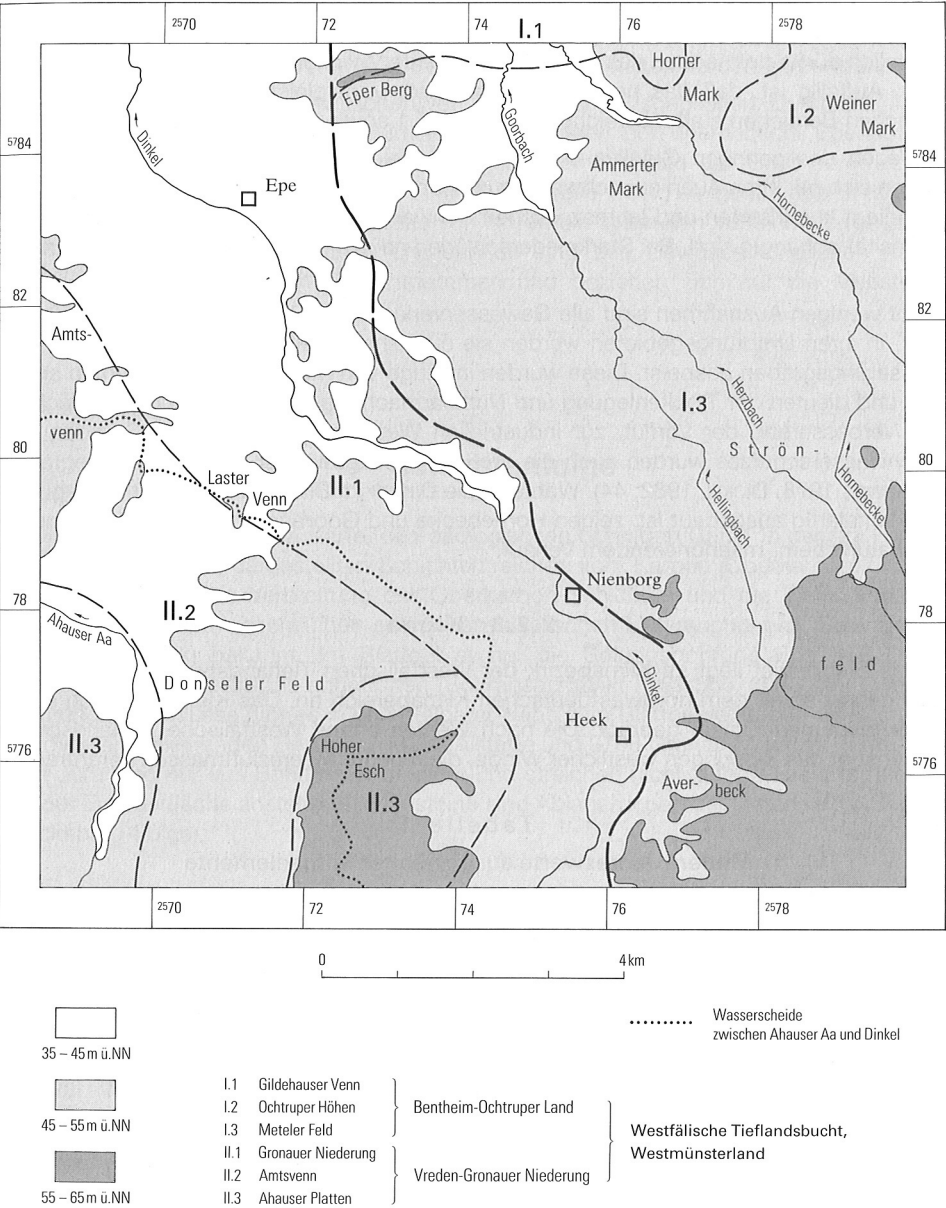 2570
72
74
76
2578
I.1
Horner
Mark
Eper Berg
I.2
Weiner
Mark
5784
5784
Dinkel
Goorbach
Ammerter
Mark
Epe
Hornebecke
82
82
Amts-
venn
I.3
Herzbach
Strön-
80
80
Laster
Venn
II.1
Hellingbach
Hornebecke
Nienborg
78
78
II.2
Ahauser Aa
feld
Donseler Feld
Dinkel
Heek
II.3
5776
5776
Hoher
Esch
II.3
Aver-
beck
2570
72
74
76
2578
0
4 km
35 – 45 m ü.NN
45 – 55 m ü.NN
55 – 65 m ü.NN
Wasserscheide
zwischen Ahauser Aa und Dinkel
I.1 Gildehauser Venn
I.2 Ochtruper Höhen
I.3 Meteler Feld
Bentheim-Ochtruper Land
II.1 Gronauer Niederung
II.2 Amtsvenn
II.3 Ahauser Platten
Vreden-Gronauer Niederung
Westfälische Tieflandsbucht,
Westmünsterland